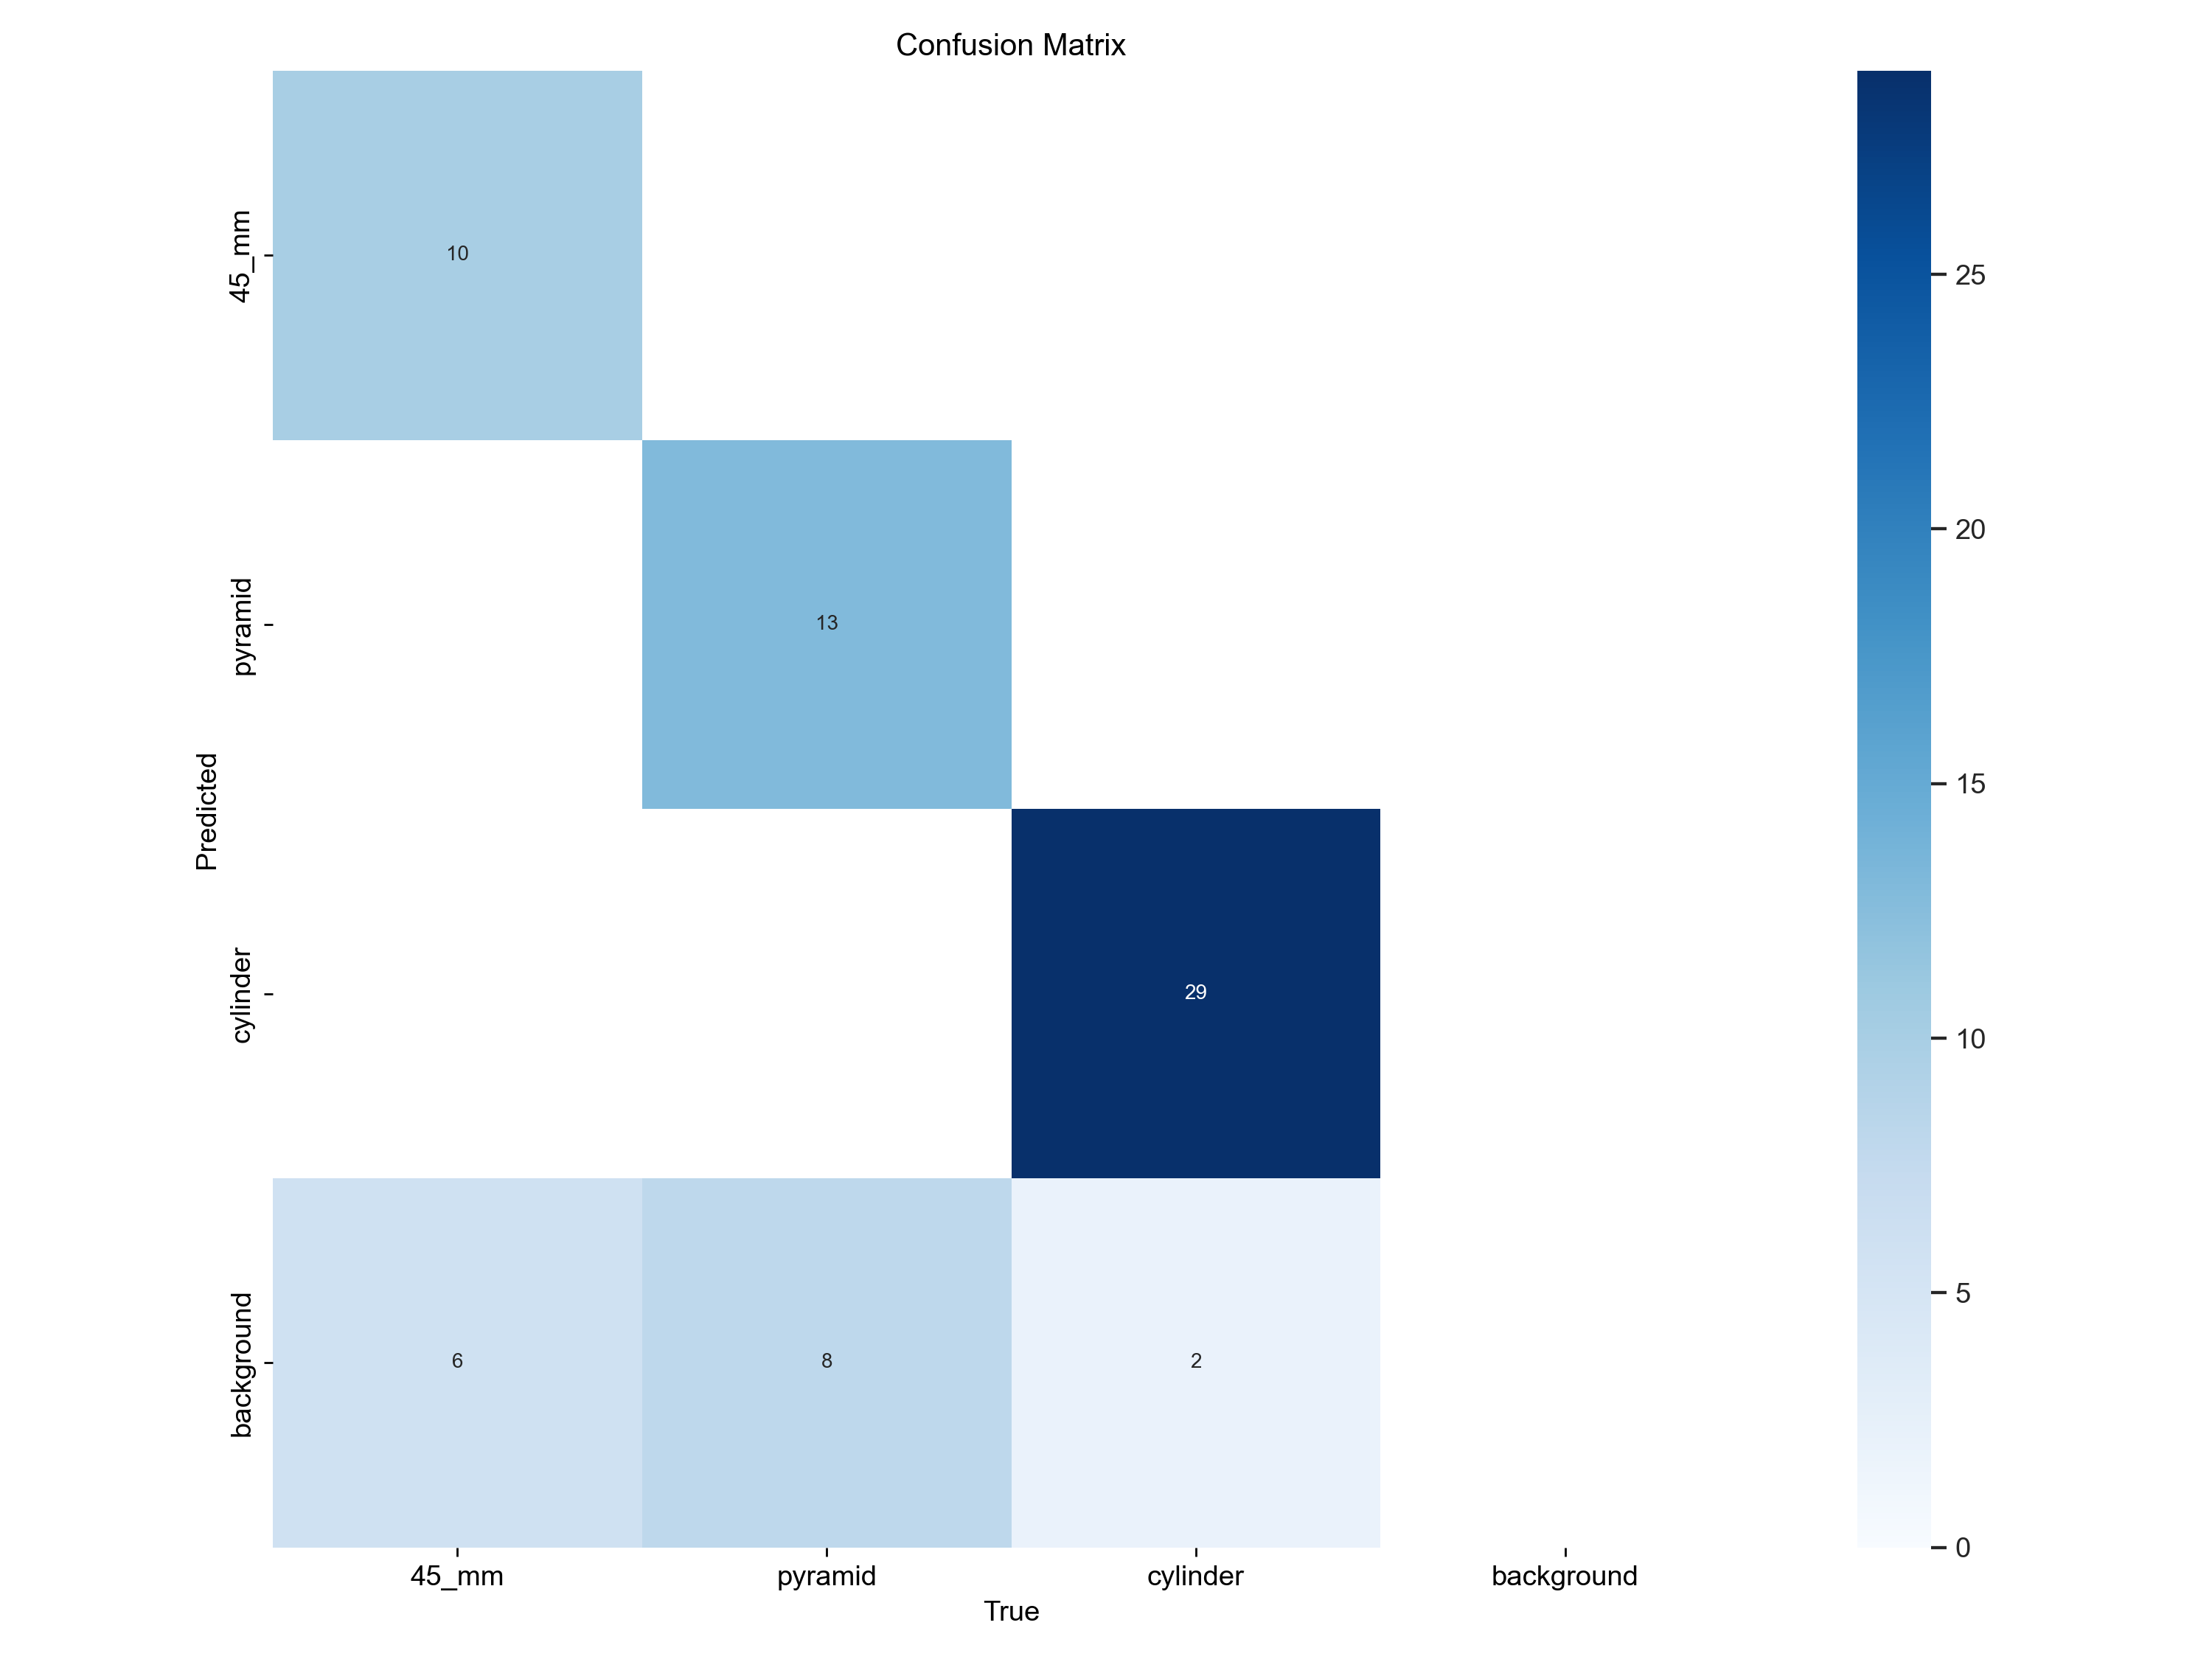 Confusion Matrix
45_mm
10
pyramid
13
cylinder
29
background
6 8 2
Predicted
45_mm pyramid cylinder background
True
25
20
15
10
5
0